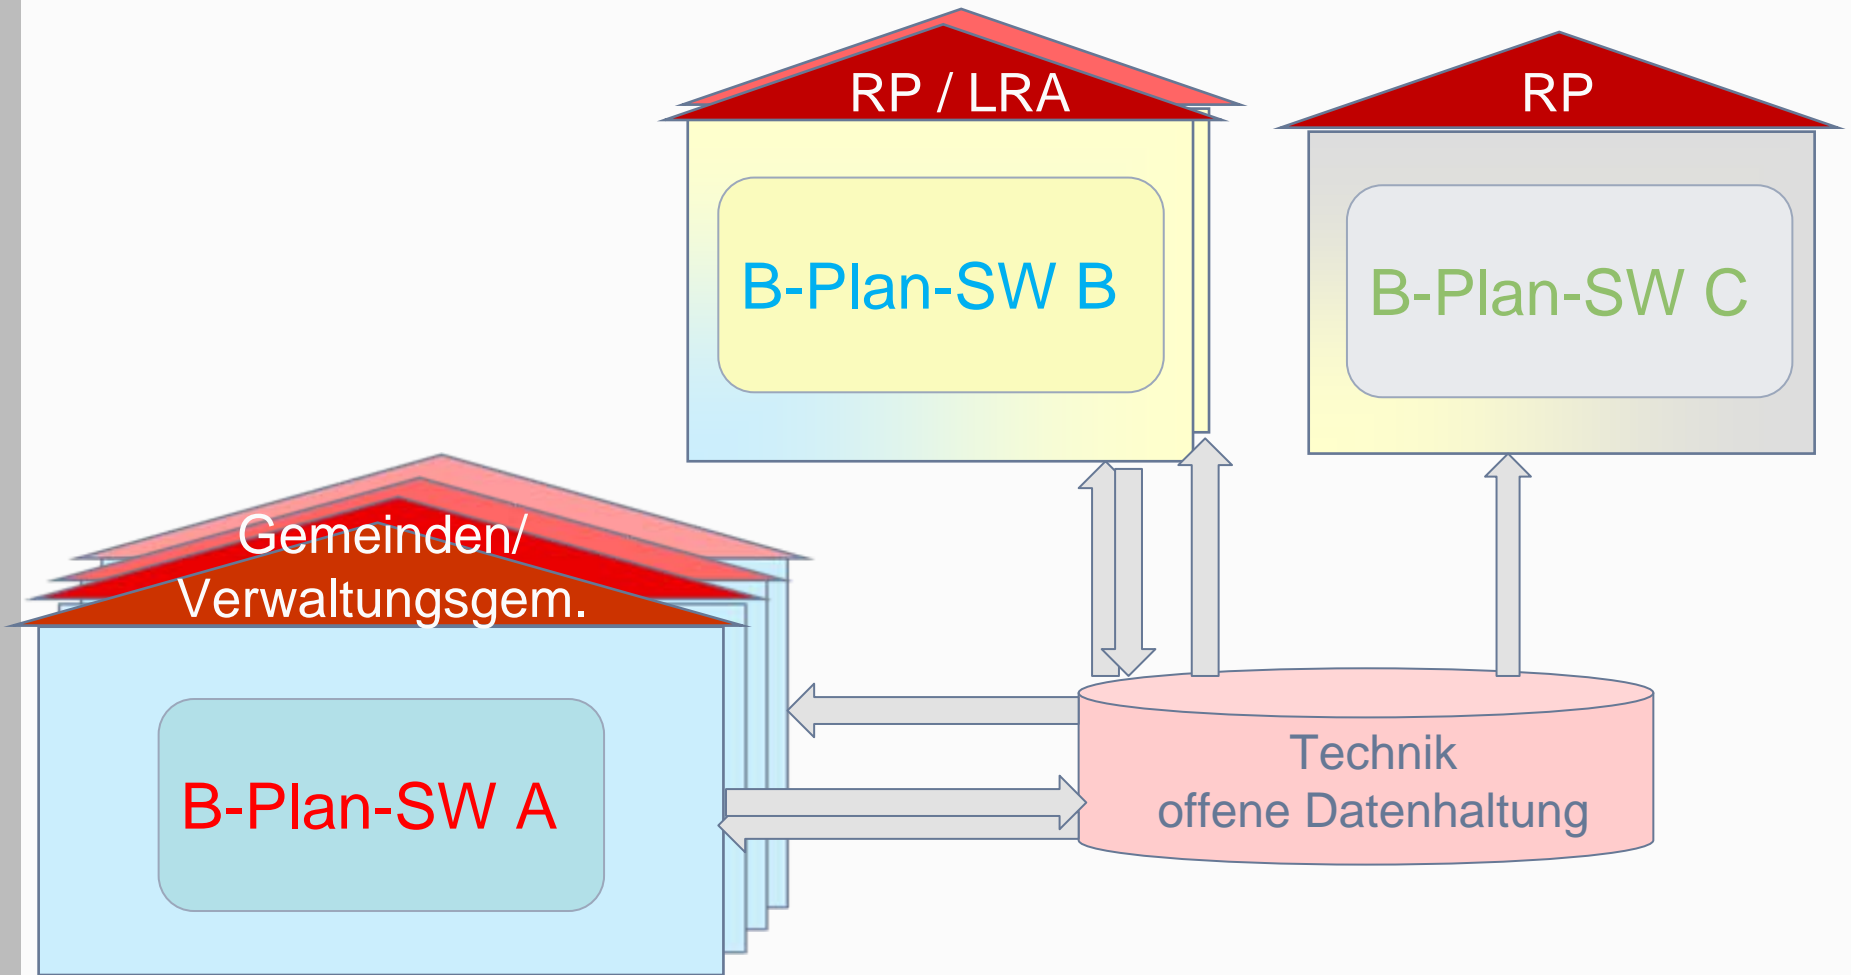 RP / LRA
RP
B-Plan-SW B
B-Plan-SW C
Gemeinden/
Verwaltungsgem.
B-Plan-SW A
Technik
offene Datenhaltung